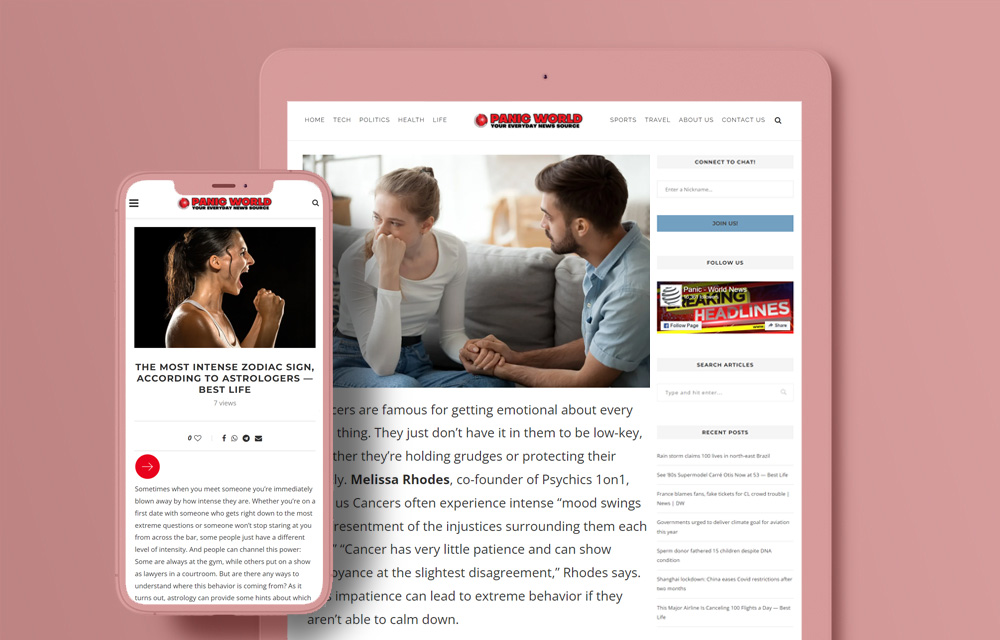 HOME TECH POLITICS HEALTH LIFE
PANIC WORLD
YOUR EVERYDAY NEWS SOURCE
SPORTS TRAVEL ABOUT US CONTACT US
CONNECT TO CHAT!
Enter a Nickname...
JOIN US!
FOLLOW US
Panic - World News
BREAKING
HEADLINES
Follow Page
Share
SEARCH ARTICLES
Type and hit enter...
RECENT POSTS
Rain storm claims 100 lives in north-east Brazil
See '80s Supermodel Carré Otis Now at 53 — Best Life
France blames fans, fake tickets for CL crowd trouble |
News | DW
Governments urged to deliver climate goal for aviation
this year
Sperm donor fathered 15 children despite DNA
condition
Shanghai lockdown: China eases Covid restrictions after
two months
This Major Airline Is Canceling 100 Flights a Day — Best
Life
are famous for getting emotional about every
thing. They just don't have it in them to be low-key,
they're holding grudges or protecting their
Melissa Rhodes, co-founder of Psychics 1on1,
us Cancers often experience intense "mood swings
resentment of the injustices surrounding them each
" "Cancer has very little patience and can show
at the slightest disagreement," Rhodes says.
impatience can lead to extreme behavior if they
aren't able to calm down.
PANIC WORLD
YOUR EVERYDAY NEWS SOURCE
THE MOST INTENSE ZODIAC SIGN,
ACCORDING TO ASTROLOGERS —
BEST LIFE
7 views
0
Sometimes when you meet someone you're immediately
blown away by how intense they are. Whether you're on a
first date with someone who gets right down to the most
extreme questions or someone won't stop staring at you
from across the bar, some people just have a different
level of intensity. And people can channel this power:
Some are always at the gym, while others put on a show
as lawyers in a courtroom. But are there any ways to
understand where this behavior is coming from? As it
turns out, astrology can provide some hints about which